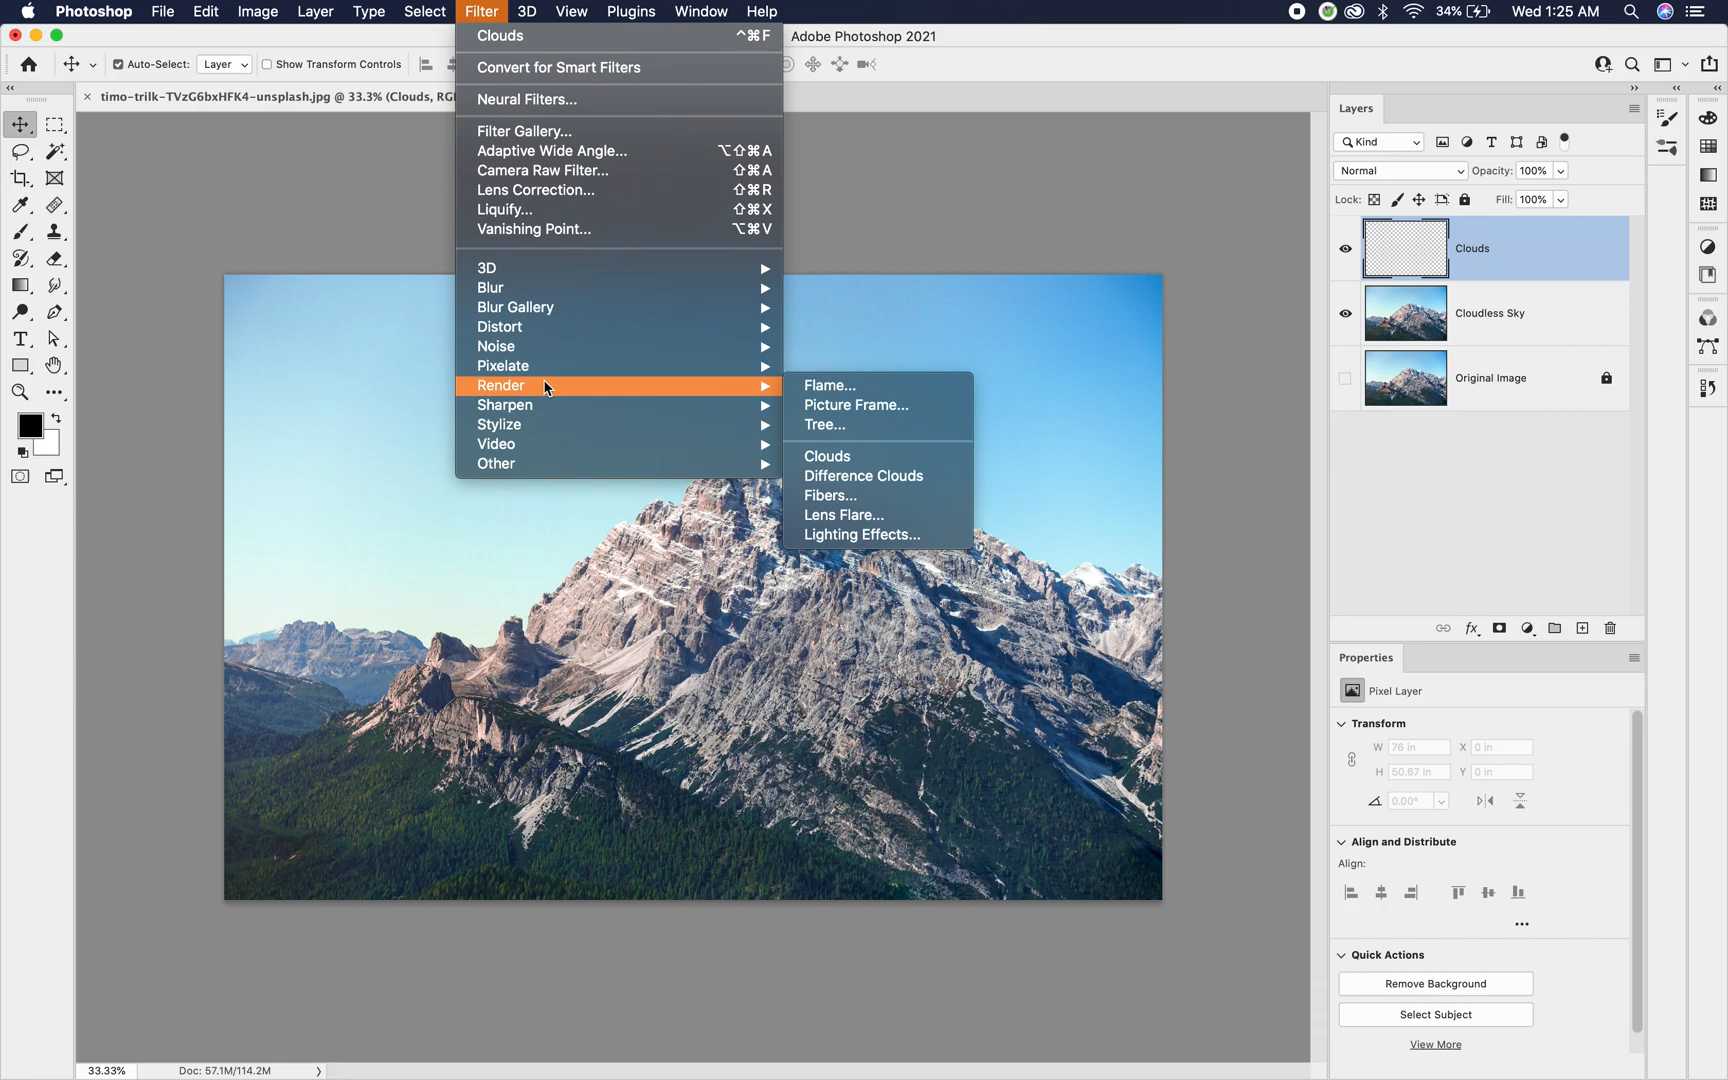 Photoshop File Edit Image Layer Type Select Filter 3D View Plugins Window Help 34% Wed 1:25 AM
Adobe Photoshop 2021
Auto-Select: Layer Show Transform Controls
timo-trilk-TVzG6bxHFK4-unsplash.jpg @ 33.3% (Clouds, RG
Clouds ^⌘F
Convert for Smart Filters
Neural Filters...
Filter Gallery...
Adaptive Wide Angle... ⌥⇧⌘A
Camera Raw Filter... ⇧⌘A
Lens Correction... ⇧⌘R
Liquify... ⇧⌘X
Vanishing Point... ⌥⌘V
3D
Blur
Blur Gallery
Distort
Noise
Pixelate
Render
Sharpen
Stylize
Video
Other
Flame...
Picture Frame...
Tree...
Clouds
Difference Clouds
Fibers...
Lens Flare...
Lighting Effects...
Layers
Kind
Normal Opacity: 100%
Lock: Fill: 100%
Clouds
Cloudless Sky
Original Image
Properties
Pixel Layer
Transform
W 76 in X 0 in
H 50.67 in Y 0 in
0.00°
Align and Distribute
Align:
Quick Actions
Remove Background
Select Subject
View More
33.33% Doc: 57.1M/114.2M